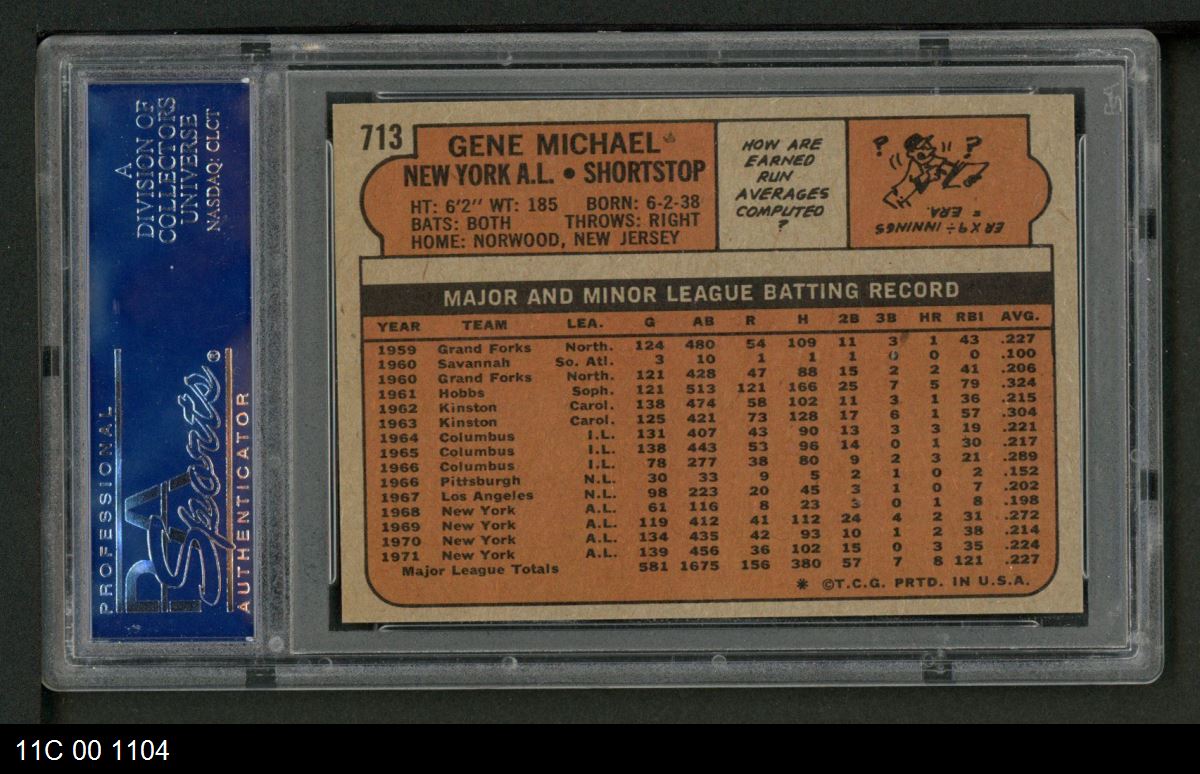 A
DIVISION OF
COLLECTORS
UNIVERSE
NASDAQ: CLCT
PROFESSIONAL
PSA
Sports®
AUTHENTICATOR
713
GENE MICHAEL
NEW YORK A.L. • SHORTSTOP
HT: 6'2" WT: 185 BORN: 6-2-38
BATS: BOTH THROWS: RIGHT
HOME: NORWOOD, NEW JERSEY
HOW ARE
EARNED
RUN
AVERAGES
COMPUTED
?
? ?
ER X 9 ÷ INNINGS
= ERA.
MAJOR AND MINOR LEAGUE BATTING RECORD
YEAR TEAM LEA. G AB R H 2B 3B HR RBI AVG.
1959 Grand Forks North. 124 480 54 109 11 3 1 43 .227
1960 Savannah So. Atl. 3 10 1 1 1 0 0 0 .100
1960 Grand Forks North. 121 428 47 88 15 2 2 41 .206
1961 Hobbs Soph. 121 513 121 166 25 7 5 79 .324
1962 Kinston Carol. 138 474 58 102 11 3 1 36 .215
1963 Kinston Carol. 125 421 73 128 17 6 1 57 .304
1964 Columbus I.L. 131 407 43 90 13 3 3 19 .221
1965 Columbus I.L. 138 443 53 96 14 0 1 30 .217
1966 Columbus I.L. 78 277 38 80 9 2 3 21 .289
1966 Pittsburgh N.L. 30 33 9 5 2 1 0 2 .152
1967 Los Angeles N.L. 98 223 20 45 3 1 0 7 .202
1968 New York A.L. 61 116 8 23 3 0 1 8 .198
1969 New York A.L. 119 412 41 112 24 4 2 31 .272
1970 New York A.L. 134 435 42 93 10 1 2 38 .214
1971 New York A.L. 139 456 36 102 15 0 3 35 .224
Major League Totals 581 1675 156 380 57 7 8 121 .227
* ©T.C.G. PRTD. IN U.S.A.
11C 00 1104